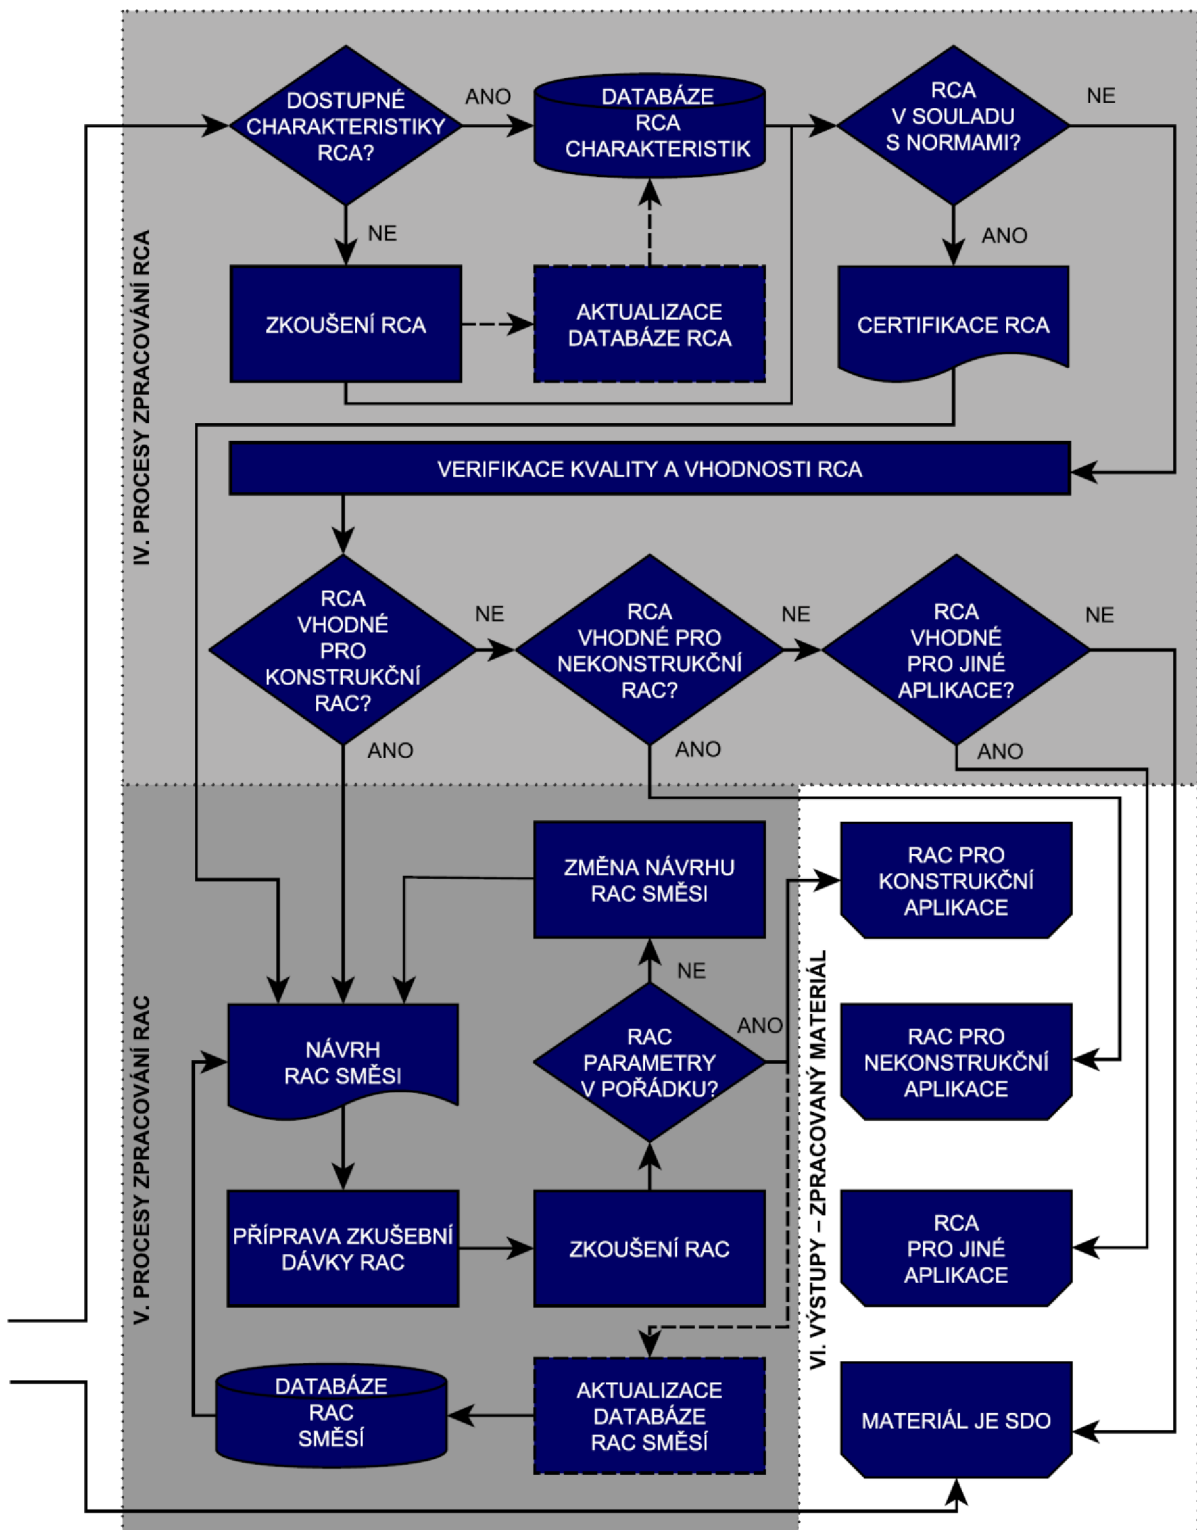 IV. PROCESY ZPRACOVÁNÍ RCA
DOSTUPNÉ
CHARAKTERISTIKY
RCA?
ANO
DATABÁZE
RCA
CHARAKTERISTIK
RCA
V SOULADU
S NORMAMI?
NE
NE
ANO
ZKOUŠENÍ RCA
AKTUALIZACE
DATABÁZE RCA
CERTIFIKACE RCA
VERIFIKACE KVALITY A VHODNOSTI RCA
RCA
VHODNÉ
PRO
KONSTRUKČNÍ
RAC?
NE
RCA
VHODNÉ PRO
NEKONSTRUKČNÍ
RAC?
NE
RCA
VHODNÉ
PRO JINÉ
APLIKACE?
NE
ANO
ANO
ANO
V. PROCESY ZPRACOVÁNÍ RAC
ZMĚNA NÁVRHU
RAC SMĚSI
NE
NÁVRH
RAC SMĚSI
RAC
PARAMETRY
V POŘÁDKU?
ANO
PŘÍPRAVA ZKUŠEBNÍ
DÁVKY RAC
ZKOUŠENÍ RAC
DATABÁZE
RAC
SMĚSÍ
AKTUALIZACE
DATABÁZE
RAC SMĚSÍ
VI. VÝSTUPY – ZPRACOVANÝ MATERIÁL
RAC PRO
KONSTRUKČNÍ
APLIKACE
RAC PRO
NEKONSTRUKČNÍ
APLIKACE
RCA
PRO JINÉ
APLIKACE
MATERIÁL JE SDO